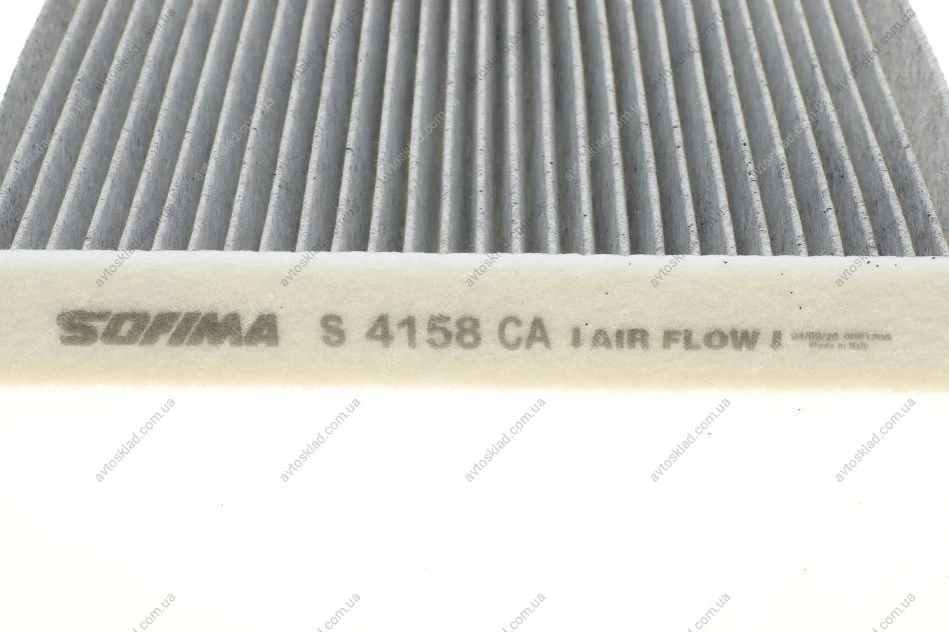 SOFIMA S 4158 CA AIR FLOW
Made in Italy
avtosklad.com.ua